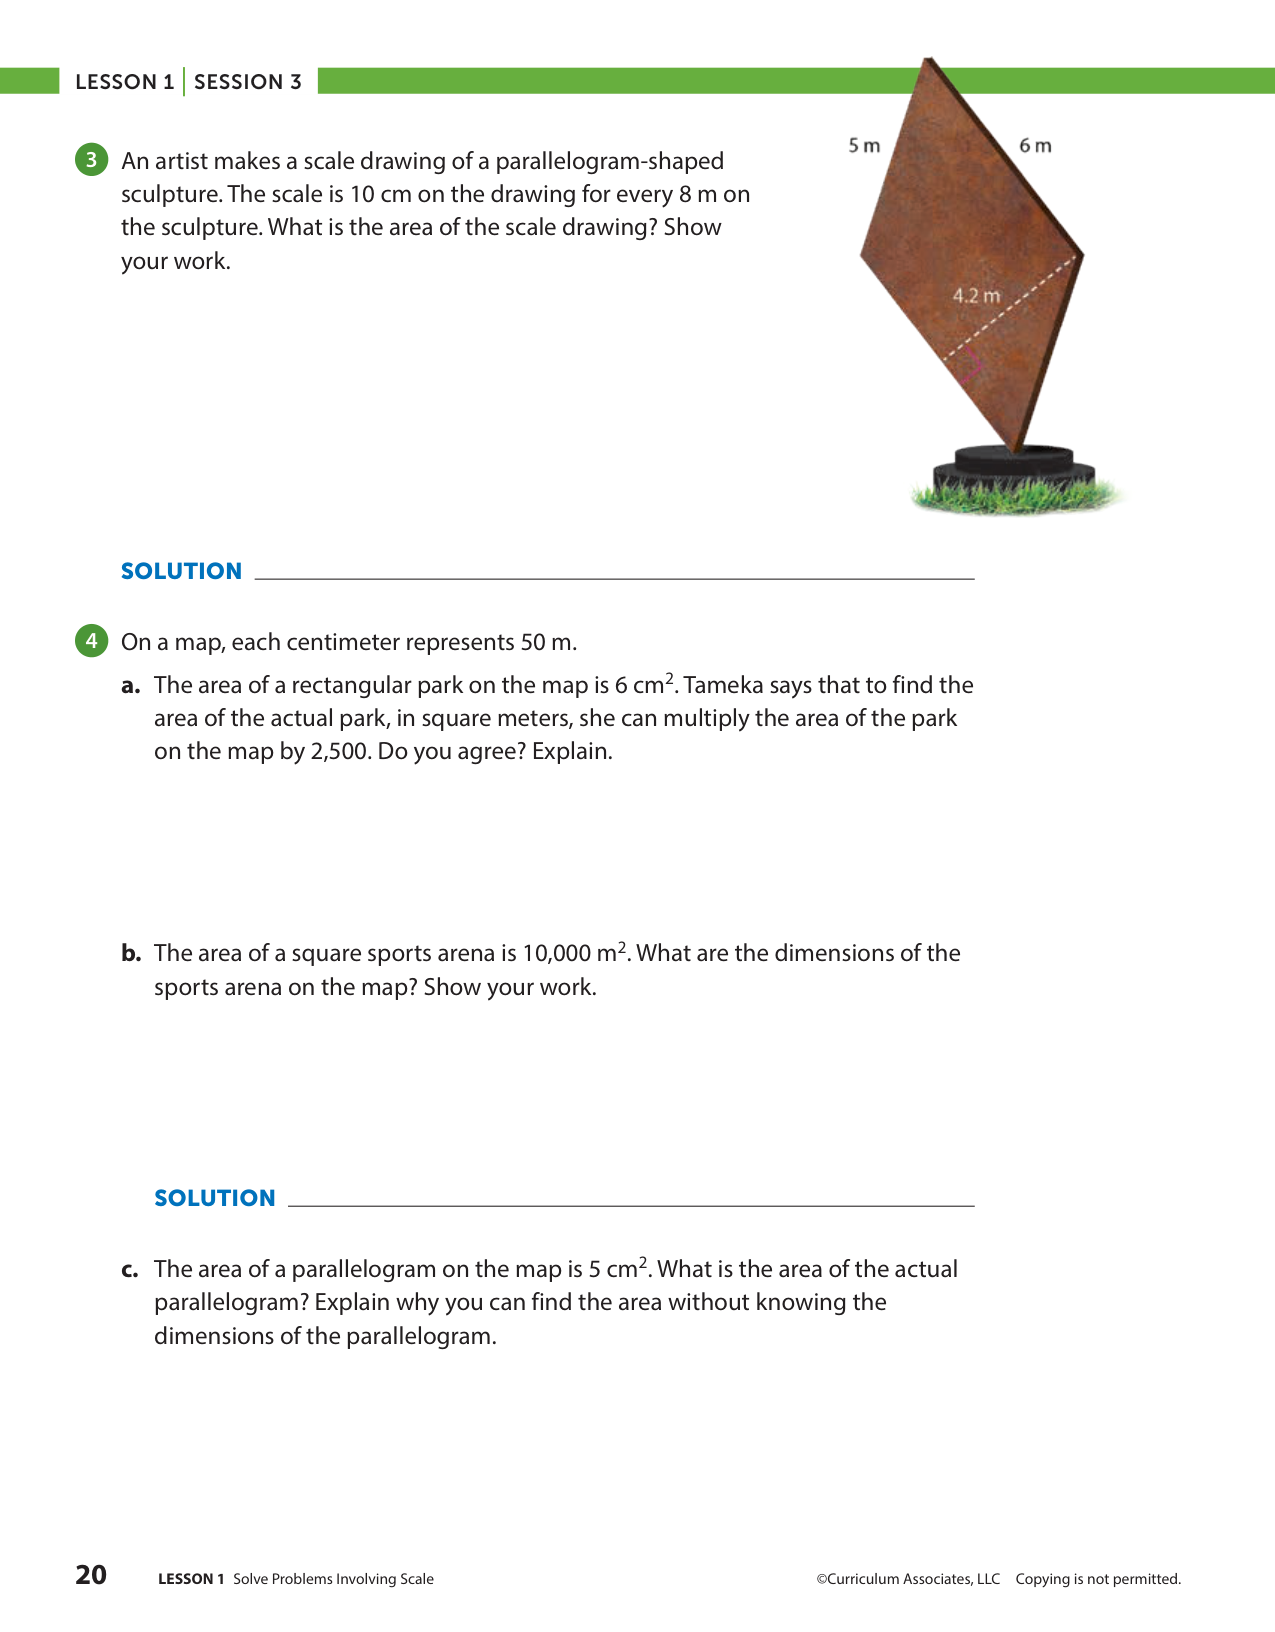 LESSON 1 | SESSION 3
3 An artist makes a scale drawing of a parallelogram-shaped
sculpture. The scale is 10 cm on the drawing for every 8 m on
the sculpture. What is the area of the scale drawing? Show
your work.
5 m
6 m
4.2 m
SOLUTION
4 On a map, each centimeter represents 50 m.
a. The area of a rectangular park on the map is 6 cm². Tameka says that to find the
area of the actual park, in square meters, she can multiply the area of the park
on the map by 2,500. Do you agree? Explain.
b. The area of a square sports arena is 10,000 m². What are the dimensions of the
sports arena on the map? Show your work.
SOLUTION
c. The area of a parallelogram on the map is 5 cm². What is the area of the actual
parallelogram? Explain why you can find the area without knowing the
dimensions of the parallelogram.
20 LESSON 1 Solve Problems Involving Scale ©Curriculum Associates, LLC Copying is not permitted.